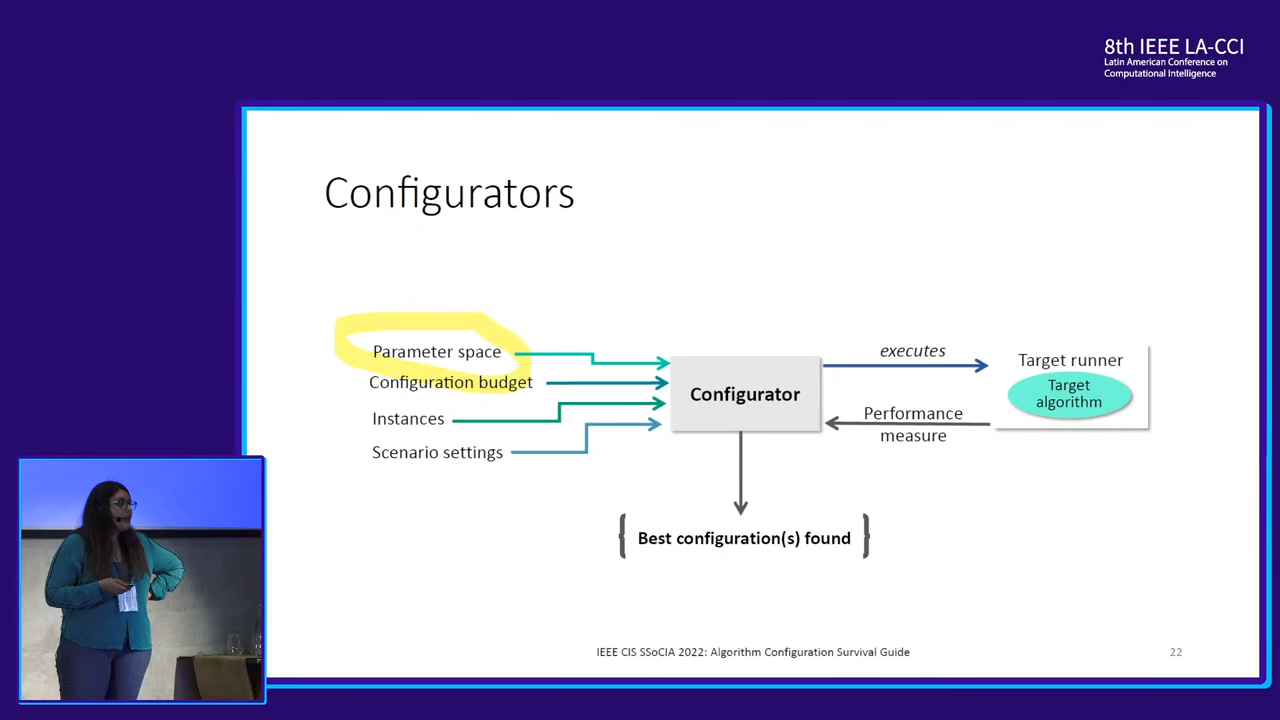 8th IEEE LA-CCI
Latin American Conference on
Computational Intelligence
Configurators
Parameter space
Configuration budget
Instances
Scenario settings
Configurator
executes
Performance
measure
Target runner
Target
algorithm
Best configuration(s) found
IEEE CIS SSoCIA 2022: Algorithm Configuration Survival Guide
22